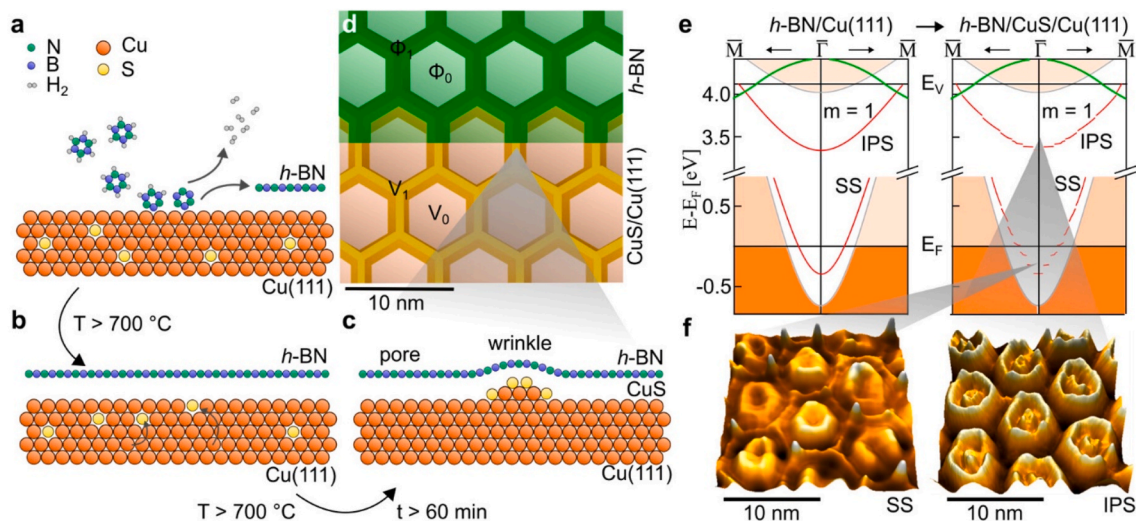 a
N
B
H2
Cu
S
h-BN
Cu(111)
T > 700 °C
b
Cu(111)
T > 700 °C
t > 60 min
c
pore
wrinkle
h-BN
CuS
Cu(111)
d
Φ1
Φ0
h-BN
V1
V0
CuS/Cu(111)
10 nm
e
h-BN/Cu(111)
h-BN/CuS/Cu(111)
M̅ Γ̅ M̅
M̅ Γ̅ M̅
E-EF [eV]
4.0
3.5
0.5
-0.5
EV
EF
m = 1
IPS
SS
m = 1
IPS
SS
f
10 nm
SS
10 nm
IPS